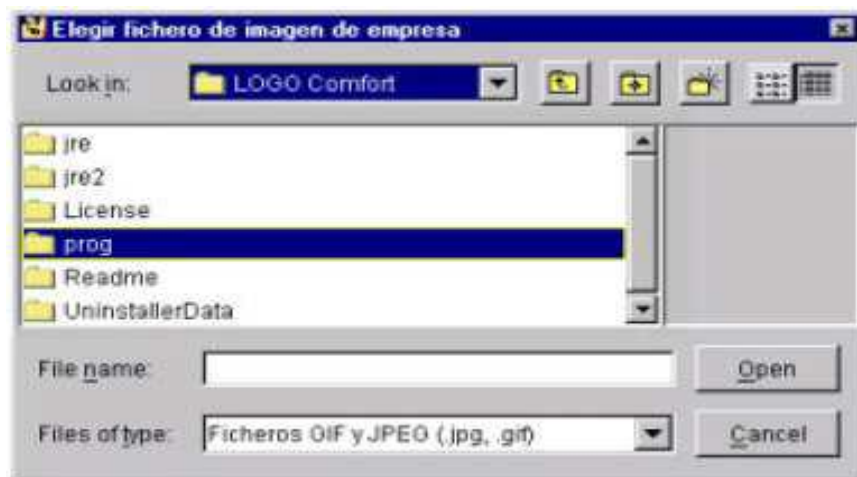 Elegir fichero de imagen de empresa
Look in: LOGO Comfort
jre
jre2
License
prog
Readme
UninstallerData
File name: Open
Files of type: Ficheros GIF y JPEG (.jpg, .gif) Cancel